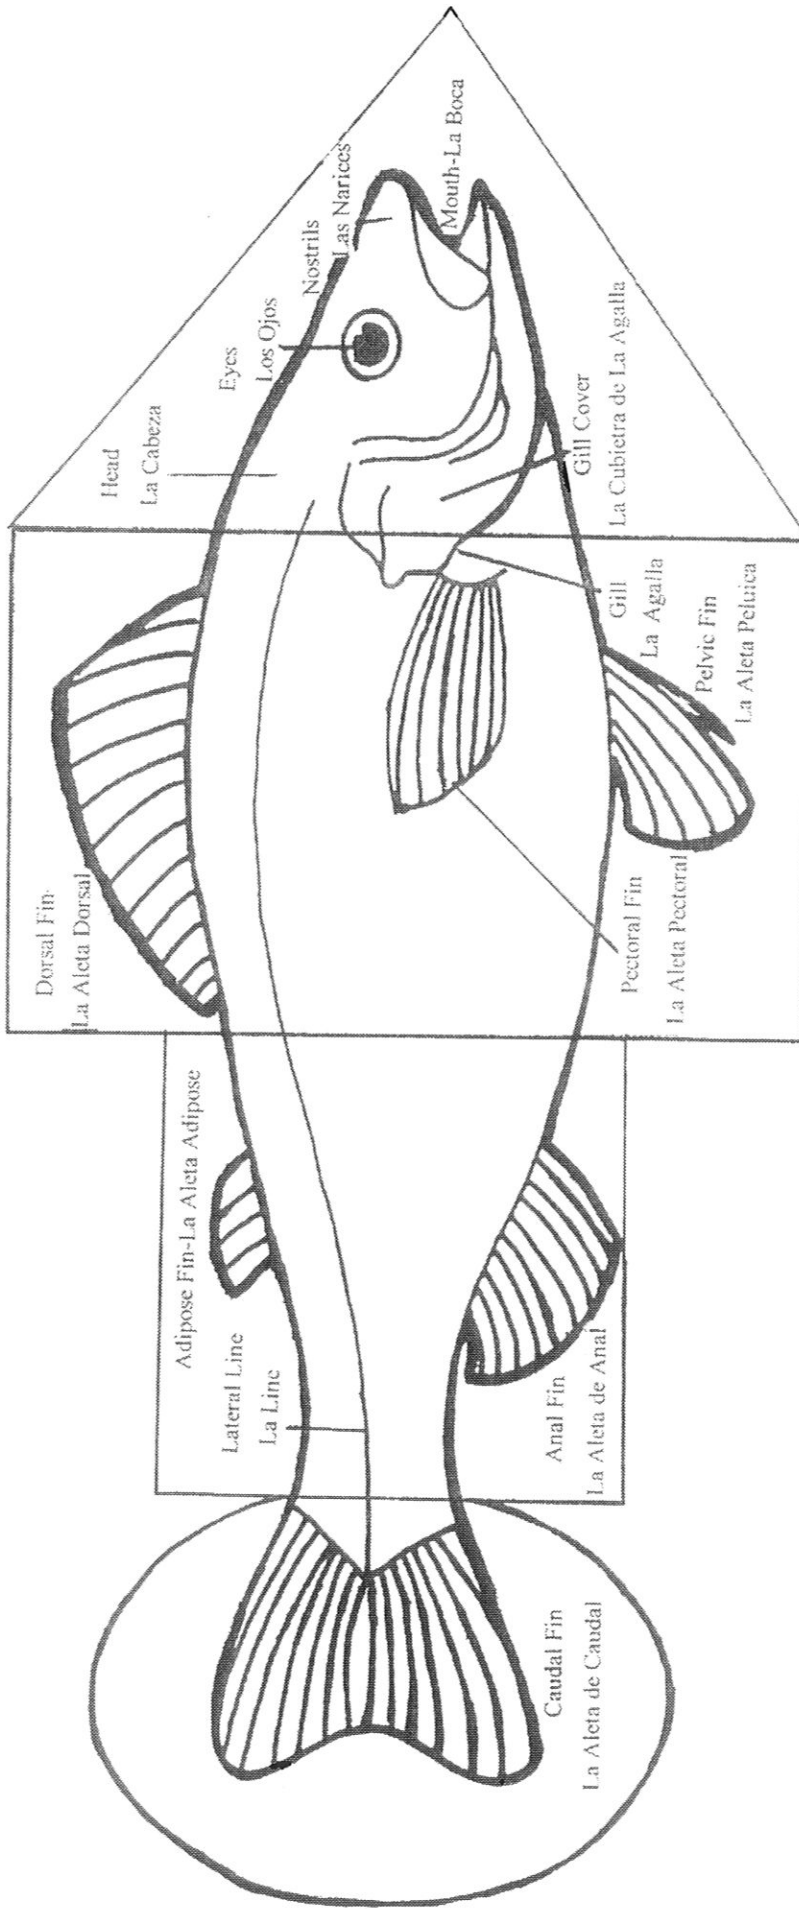 Head
La Cabeza
Eyes
Los Ojos
Nostrils
Las Narices
Mouth-La Boca
Gill Cover
La Cubietra de La Agalla
Gill
La Agalla
Pelvic Fin
La Aleta Peluica
Pectoral Fin
La Aleta Pectoral
Dorsal Fin-
La Aleta Dorsal
Adipose Fin-La Aleta Adipose
Lateral Line
La Line
Anal Fin
La Aleta de Anal
Caudal Fin
La Aleta de Caudal